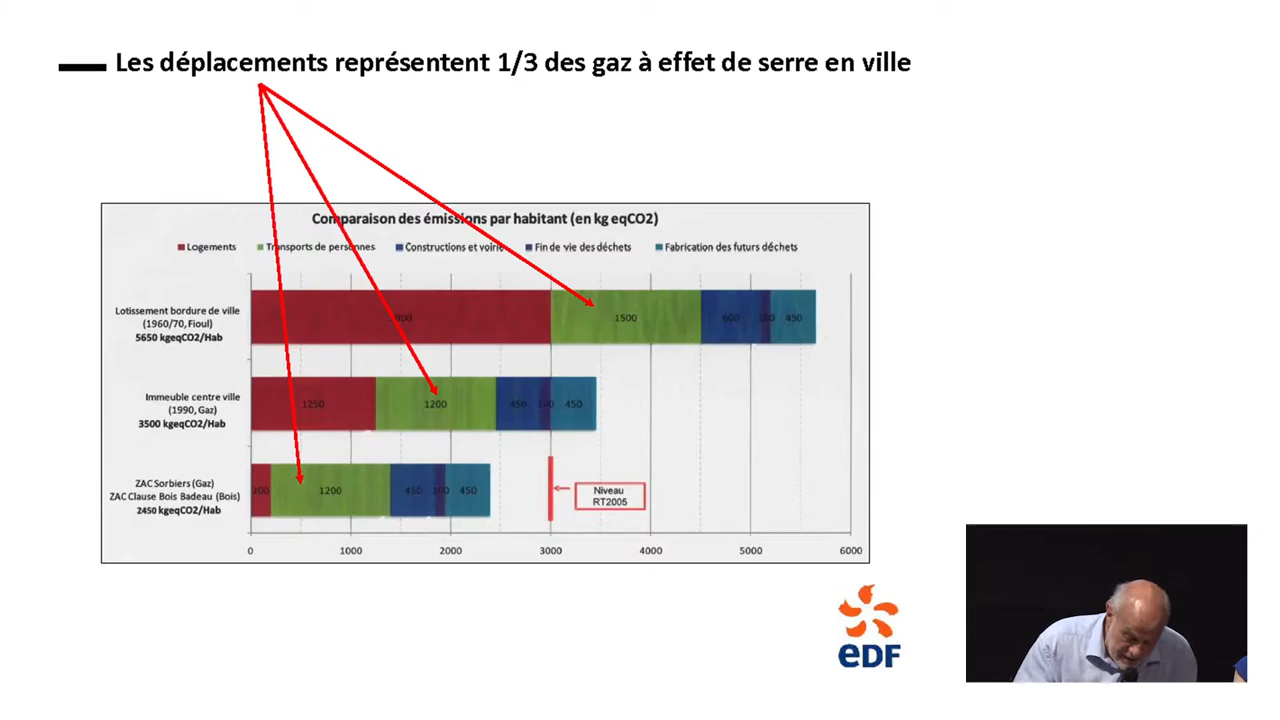 Les déplacements représentent 1/3 des gaz à effet de serre en ville
Comparaison des émissions par habitant (en kg eqCO2)
Logements Transports de personnes Constructions et voirie Fin de vie des déchets Fabrication des futurs déchets
Lotissement bordure de ville
(1960/70, Fioul)
5650 kgeqCO2/Hab
1500 600 450
Immeuble centre ville
(1990, Gaz)
3500 kgeqCO2/Hab
1250 1200 450 100 450
ZAC Sorbiers (Gaz)
ZAC Clause Bois Badeau (Bois)
2450 kgeqCO2/Hab
200 1200 450 100 450
Niveau
RT2005
0 1000 2000 3000 4000 5000 6000
eDF